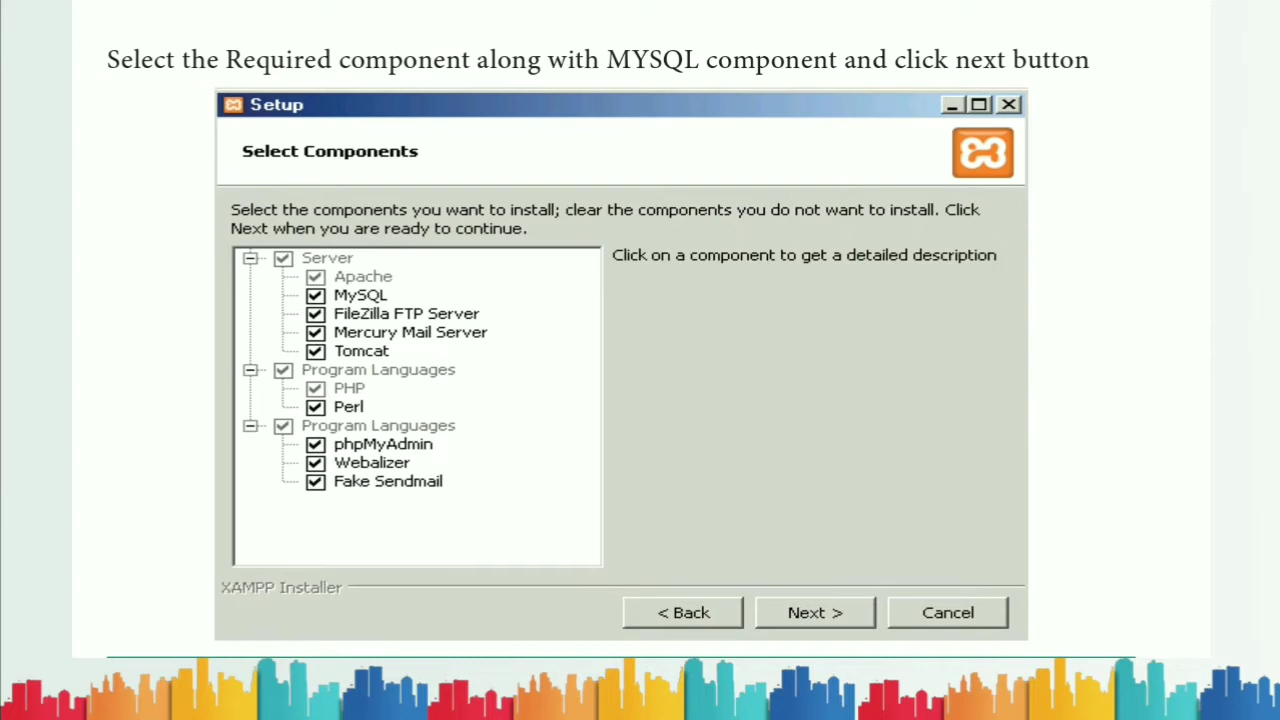 Select the Required component along with MYSQL component and click next button
Setup
Select Components
Select the components you want to install; clear the components you do not want to install. Click
Next when you are ready to continue.
Click on a component to get a detailed description
Server
Apache
MySQL
FileZilla FTP Server
Mercury Mail Server
Tomcat
Program Languages
PHP
Perl
Program Languages
phpMyAdmin
Webalizer
Fake Sendmail
XAMPP Installer
< Back
Next >
Cancel